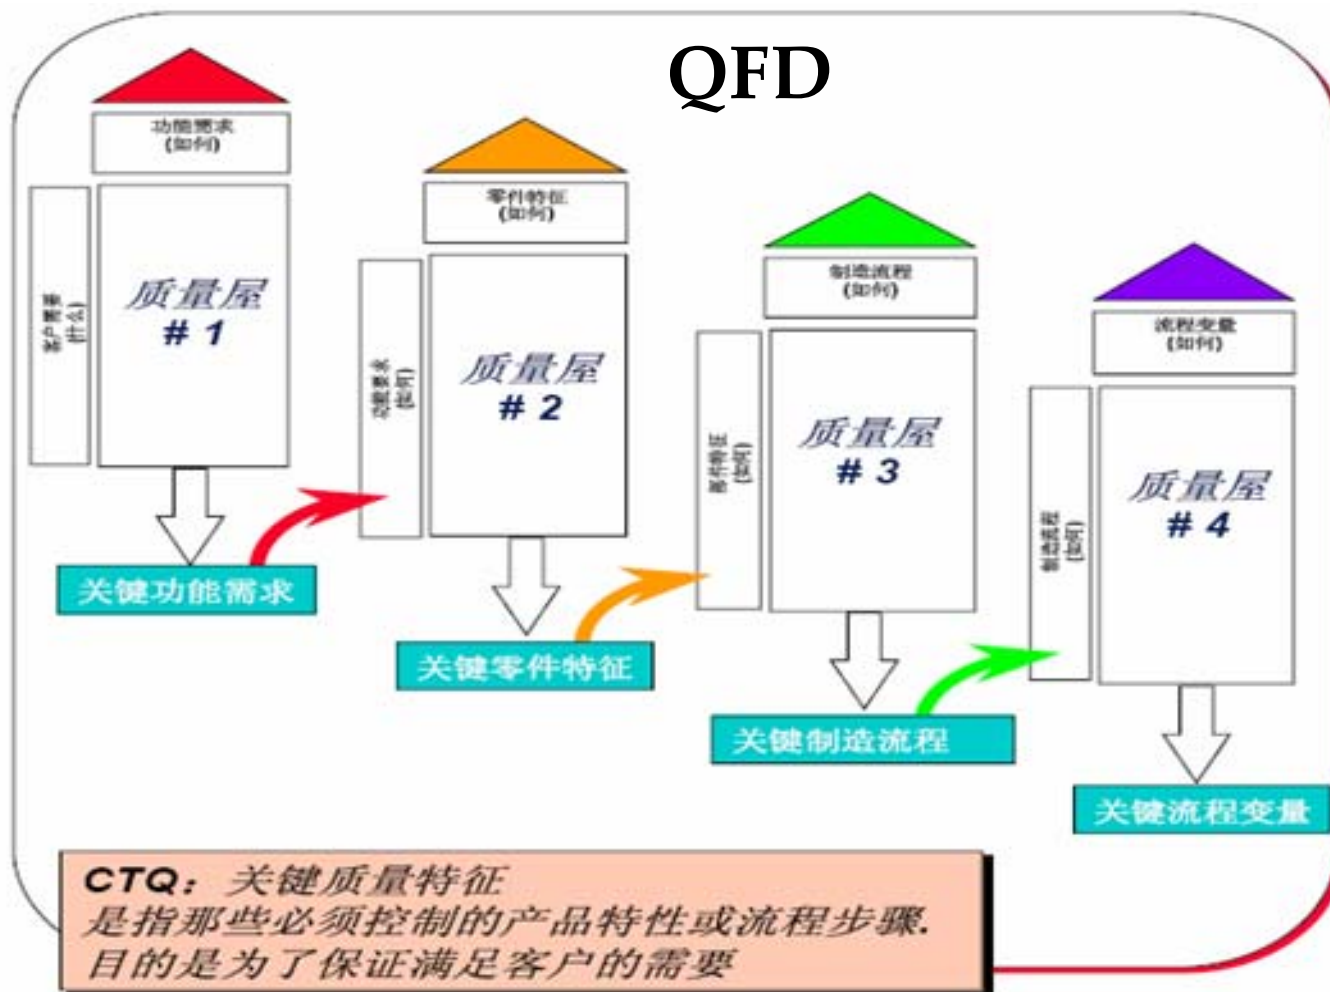 QFD
功能需求
(如何)
客户需要
(什么)
质量屋
# 1
关键功能需求
零件特征
(如何)
功能要求
(如何)
质量屋
# 2
关键零件特征
制造流程
(如何)
部件特征
(如何)
质量屋
# 3
关键制造流程
流程变量
(如何)
制造流程
(如何)
质量屋
# 4
关键流程变量
CTQ：关键质量特征
是指那些必须控制的产品特性或流程步骤.
目的是为了保证满足客户的需要